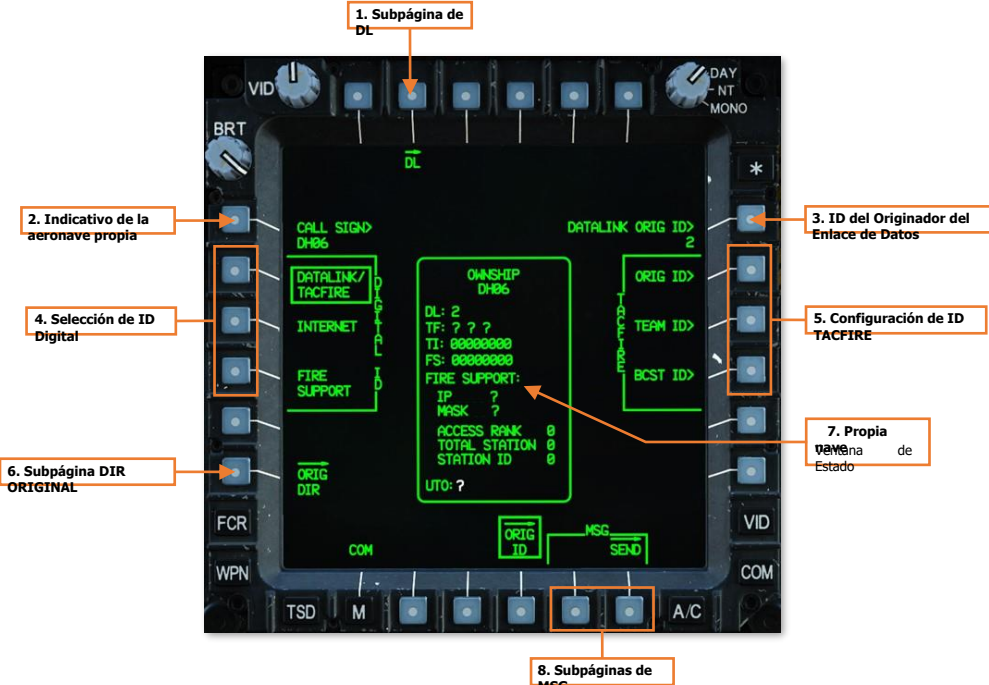 1. Subpágina de
DL
VID
DAY
NT
MONO
BRT
*
DL
2. Indicativo de la
aeronave propia
3. ID del Originador del
Enlace de Datos
CALL SIGN>
DH06
DATALINK ORIG ID>
2
DATALINK/
TACFIRE
INTERNET
FIRE
SUPPORT
DIGITAL ID
OWNSHIP
DH06
DL: 2
TF: ? ? ?
TI: 00000000
FS: 00000000
FIRE SUPPORT:
IP ?
MASK ?
ACCESS RANK 0
TOTAL STATION 0
STATION ID 0
UTO: ?
TACFIRE
ORIG ID>
TEAM ID>
BCST ID>
4. Selección de ID
Digital
5. Configuración de ID
TACFIRE
7. Propia
nave
Ventana de
Estado
6. Subpágina DIR
ORIGINAL
ORIG
DIR
COM
ORIG
ID
MSG
SEND
FCR
VID
WPN
COM
TSD
M
A/C
8. Subpáginas de
MSG